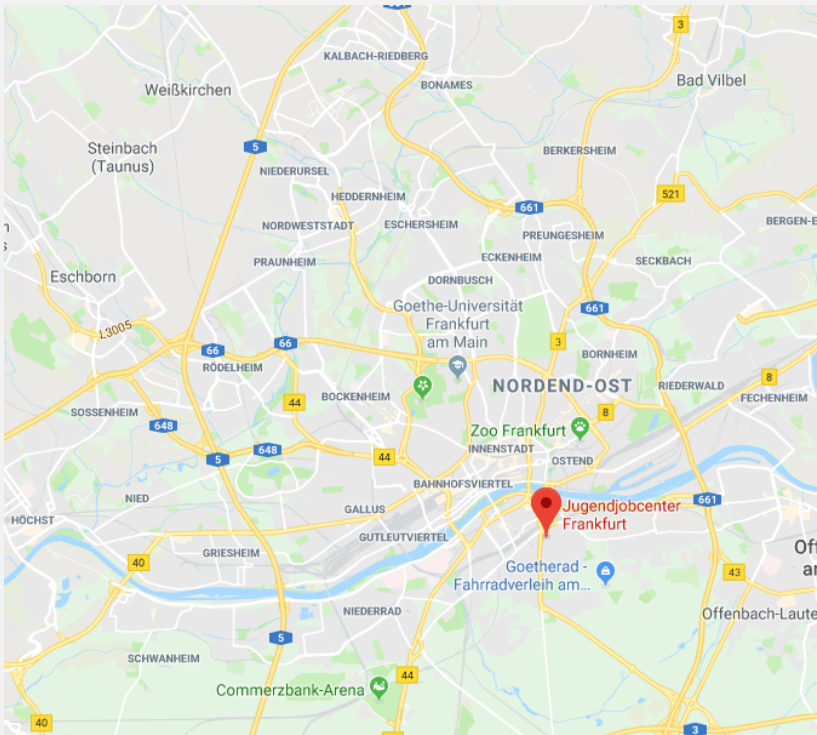 3
KALBACH-RIEDBERG
BONAMES
Bad Vilbel
Weißkirchen
Steinbach
(Taunus)
5
BERKERSHEIM
NIEDERURSEL
HEDDERNHEIM
521
661
NORDWESTSTADT
ESCHERSHEIM
BERGEN-E
PREUNGESHEIM
ECKENHEIM
PRAUNHEIM
SECKBACH
Eschborn
DORNBUSCH
Goethe-Universität
Frankfurt
am Main
661
L3005
66
66
3
RÖDELHEIM
BORNHEIM
NORDEND-OST
RIEDERWALD
8
FECHENHEIM
BOCKENHEIM
44
SOSSENHEIM
8
648
Zoo Frankfurt
648
INNENSTADT
44
5
OSTEND
BAHNHOFSVIERTEL
NIED
661
HÖCHST
GALLUS
Jugendjobcenter
Frankfurt
GUTLEUTVIERTEL
GRIESHEIM
40
Off
ar
Goetherad -
Fahrradverleih am...
43
NIEDERRAD
Offenbach-Laute
5
SCHWANHEIM
44
Commerzbank-Arena
40
3